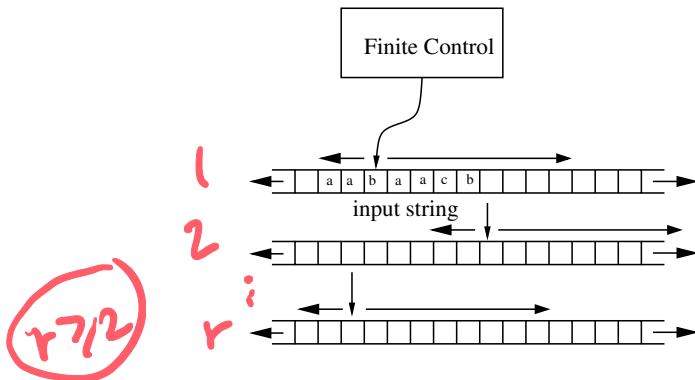 Finite Control
1
a a b a a c b
input string
2
r ≥ 2
r